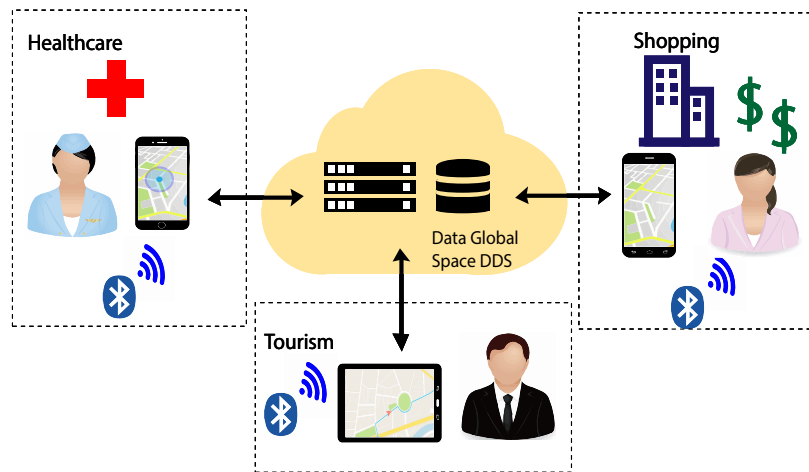 Healthcare
Shopping
Data Global
Space DDS
Tourism
$
$